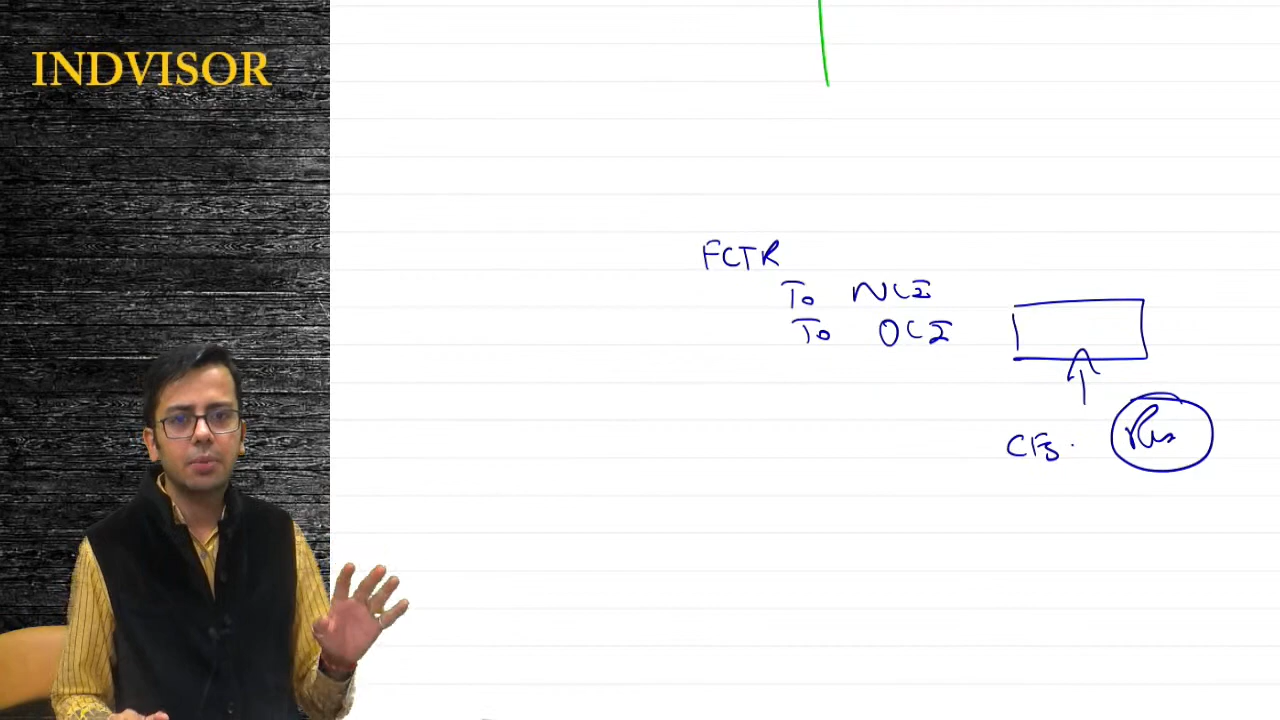 INDVISOR
FCTR
To NCI
To OCI
CFS.